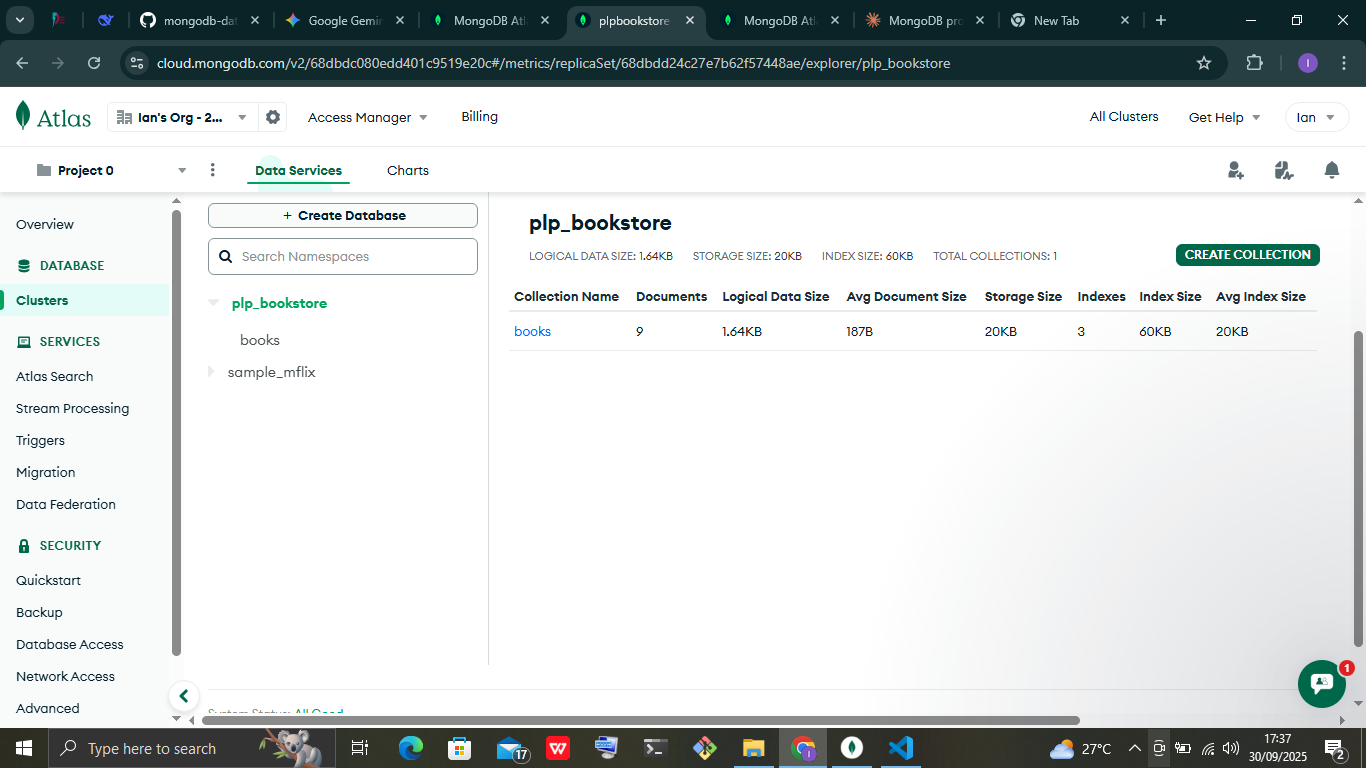 mongodb-dat
Google Gemin
MongoDB Atl
plpbookstore
MongoDB Atl
MongoDB pro
New Tab
cloud.mongodb.com/v2/68dbdc080edd401c9519e20c#/metrics/replicaSet/68dbdd24c27e7b62f57448ae/explorer/plp_bookstore
I
Atlas
Ian's Org - 2...
Access Manager
Billing
All Clusters
Get Help
Ian
Project 0
Data Services
Charts
Overview
DATABASE
Clusters
SERVICES
Atlas Search
Stream Processing
Triggers
Migration
Data Federation
SECURITY
Quickstart
Backup
Database Access
Network Access
Advanced
+ Create Database
Search Namespaces
plp_bookstore
books
sample_mflix
plp_bookstore
LOGICAL DATA SIZE: 1.64KB STORAGE SIZE: 20KB INDEX SIZE: 60KB TOTAL COLLECTIONS: 1
CREATE COLLECTION
Collection Name Documents Logical Data Size Avg Document Size Storage Size Indexes Index Size Avg Index Size
books 9 1.64KB 187B 20KB 3 60KB 20KB
System Status: All Good
1
Type here to search
17
W
27°C
17:37
30/09/2025
2